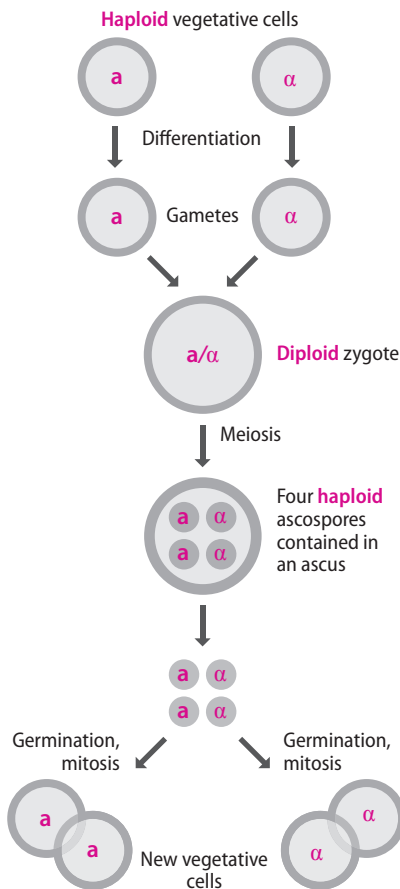 Haploid vegetative cells
a α
Differentiation
a Gametes α
a/α Diploid zygote
Meiosis
a α
a α
Four haploid
ascospores
contained in
an ascus
a α
a α
Germination,
mitosis
Germination,
mitosis
a
a
α
α
New vegetative
cells